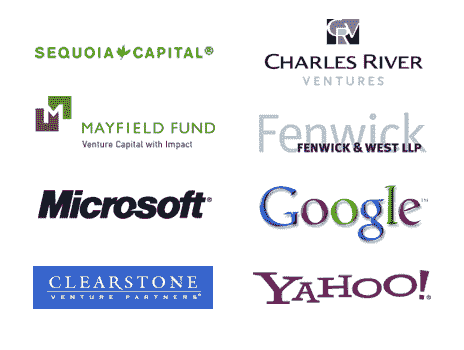 SEQUOIA CAPITAL®
CRV
CHARLES RIVER
VENTURES
M
MAYFIELD FUND
Venture Capital with Impact
Fenwick
FENWICK & WEST LLP
Microsoft®
Google™
CLEARSTONE
VENTURE PARTNERS
YAHOO!®